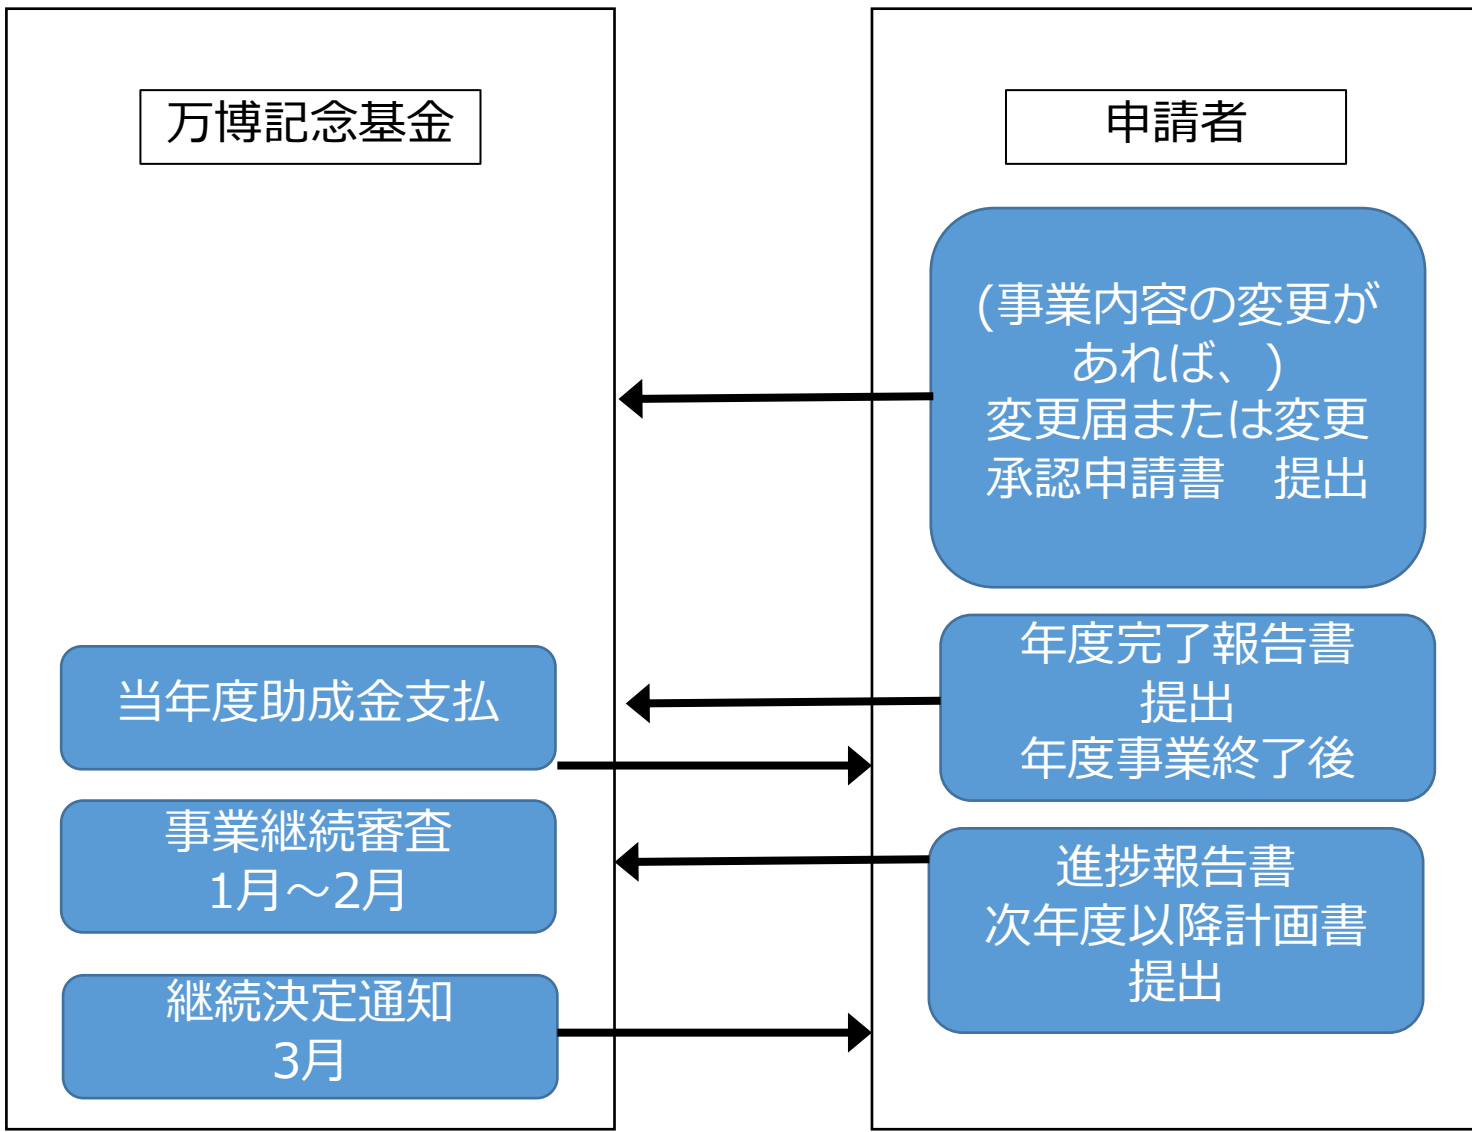 万博記念基金
申請者
(事業内容の変更が
あれば、)
変更届または変更
承認申請書　提出
年度完了報告書
提出
年度事業終了後
当年度助成金支払
事業継続審査
1月～2月
進捗報告書
次年度以降計画書
提出
継続決定通知
3月